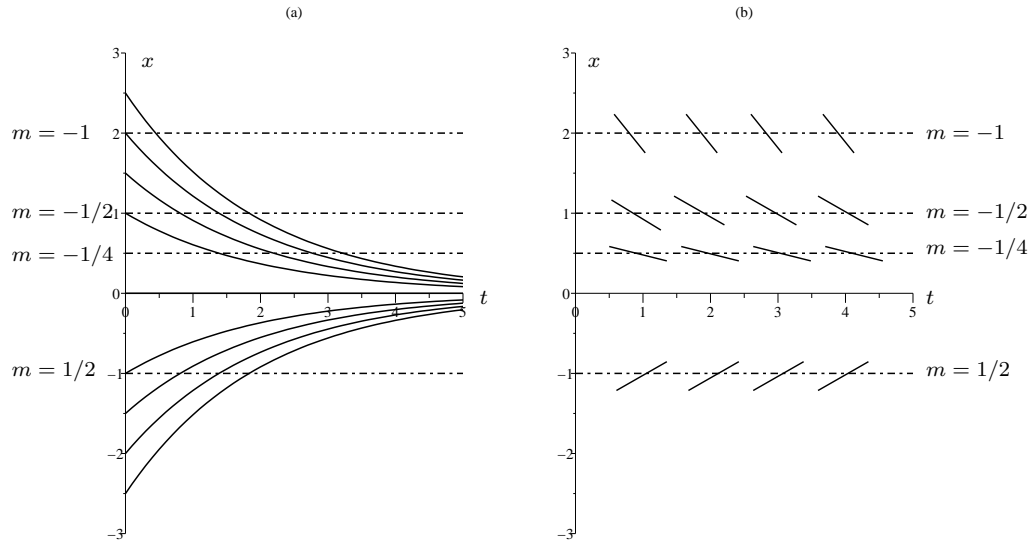 (a)
3
x
m = −1
2
m = −1/2
1
m = −1/4
0
t
0 1 2 3 4 5
m = 1/2
−1
−2
−3
(b)
3
x
2
m = −1
1
m = −1/2
m = −1/4
0
t
0 1 2 3 4 5
−1
m = 1/2
−2
−3